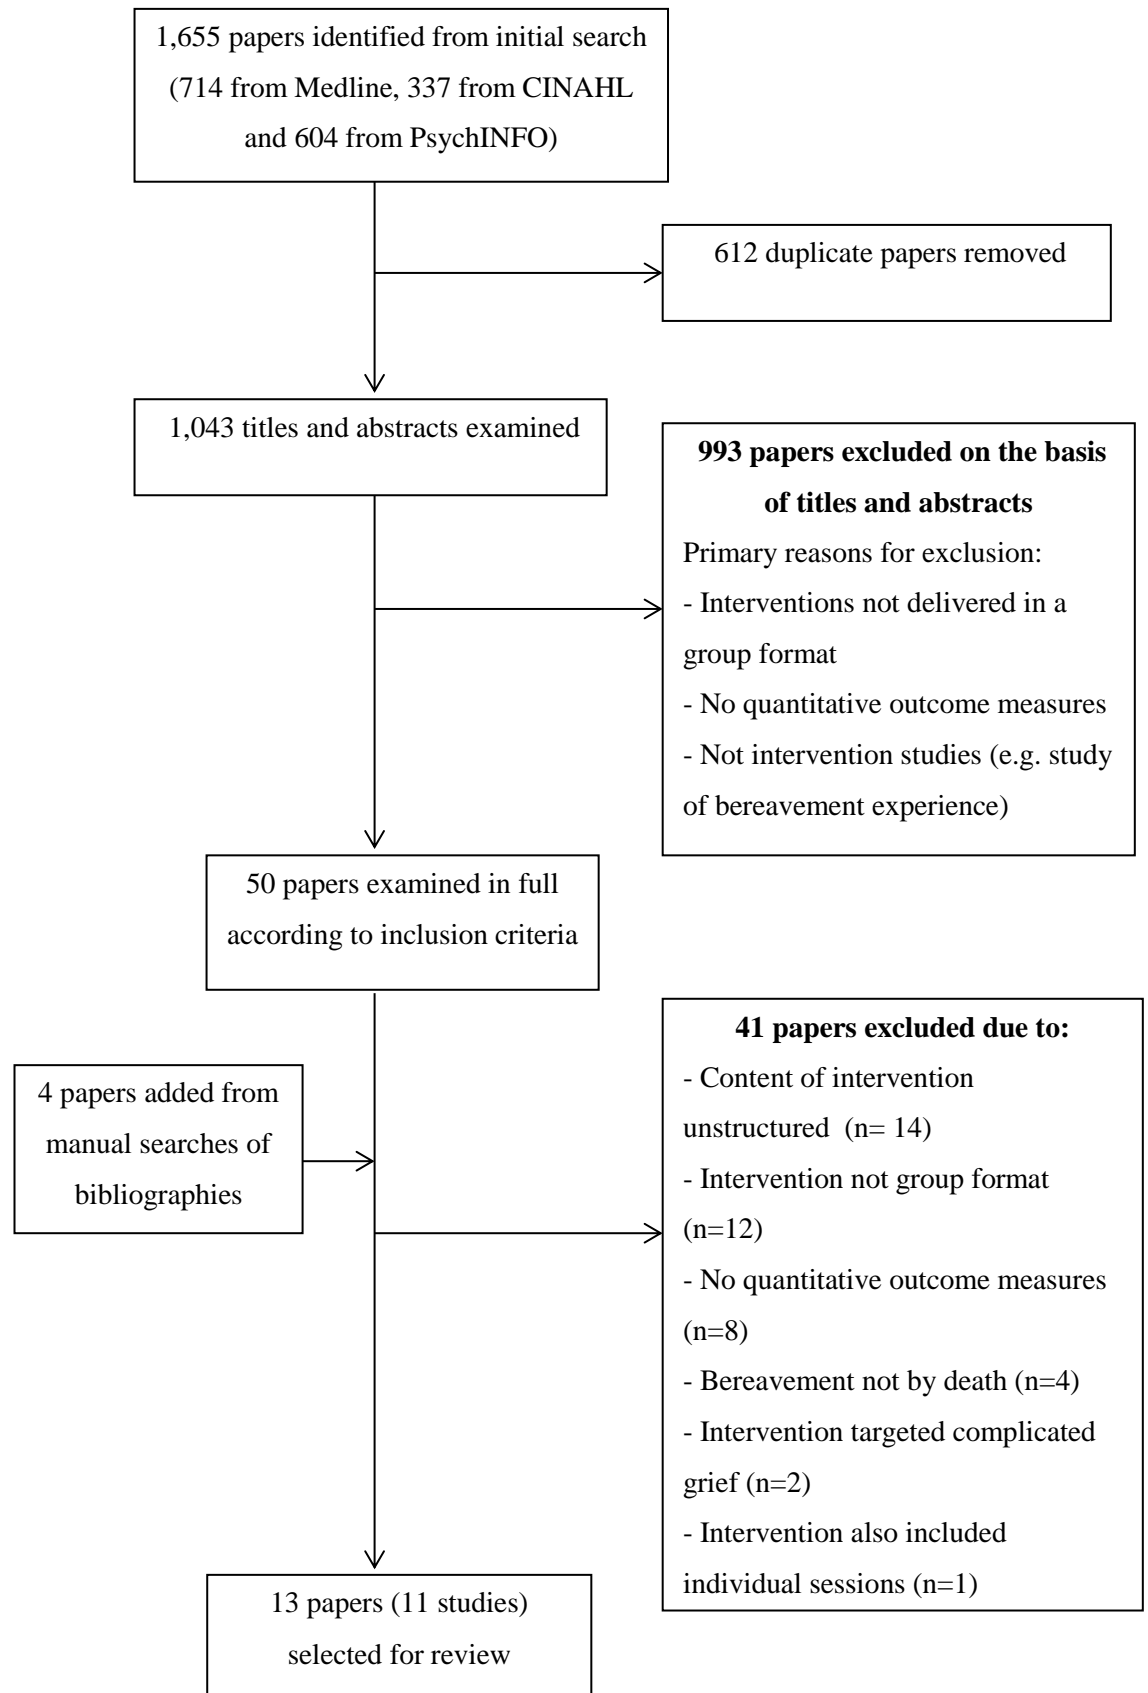 1,655 papers identified from initial search
(714 from Medline, 337 from CINAHL
and 604 from PsychINFO)
612 duplicate papers removed
1,043 titles and abstracts examined
993 papers excluded on the basis
of titles and abstracts
Primary reasons for exclusion:
- Interventions not delivered in a
group format
- No quantitative outcome measures
- Not intervention studies (e.g. study
of bereavement experience)
50 papers examined in full
according to inclusion criteria
4 papers added from
manual searches of
bibliographies
41 papers excluded due to:
- Content of intervention
unstructured (n= 14)
- Intervention not group format
(n=12)
- No quantitative outcome measures
(n=8)
- Bereavement not by death (n=4)
- Intervention targeted complicated
grief (n=2)
- Intervention also included
individual sessions (n=1)
13 papers (11 studies)
selected for review